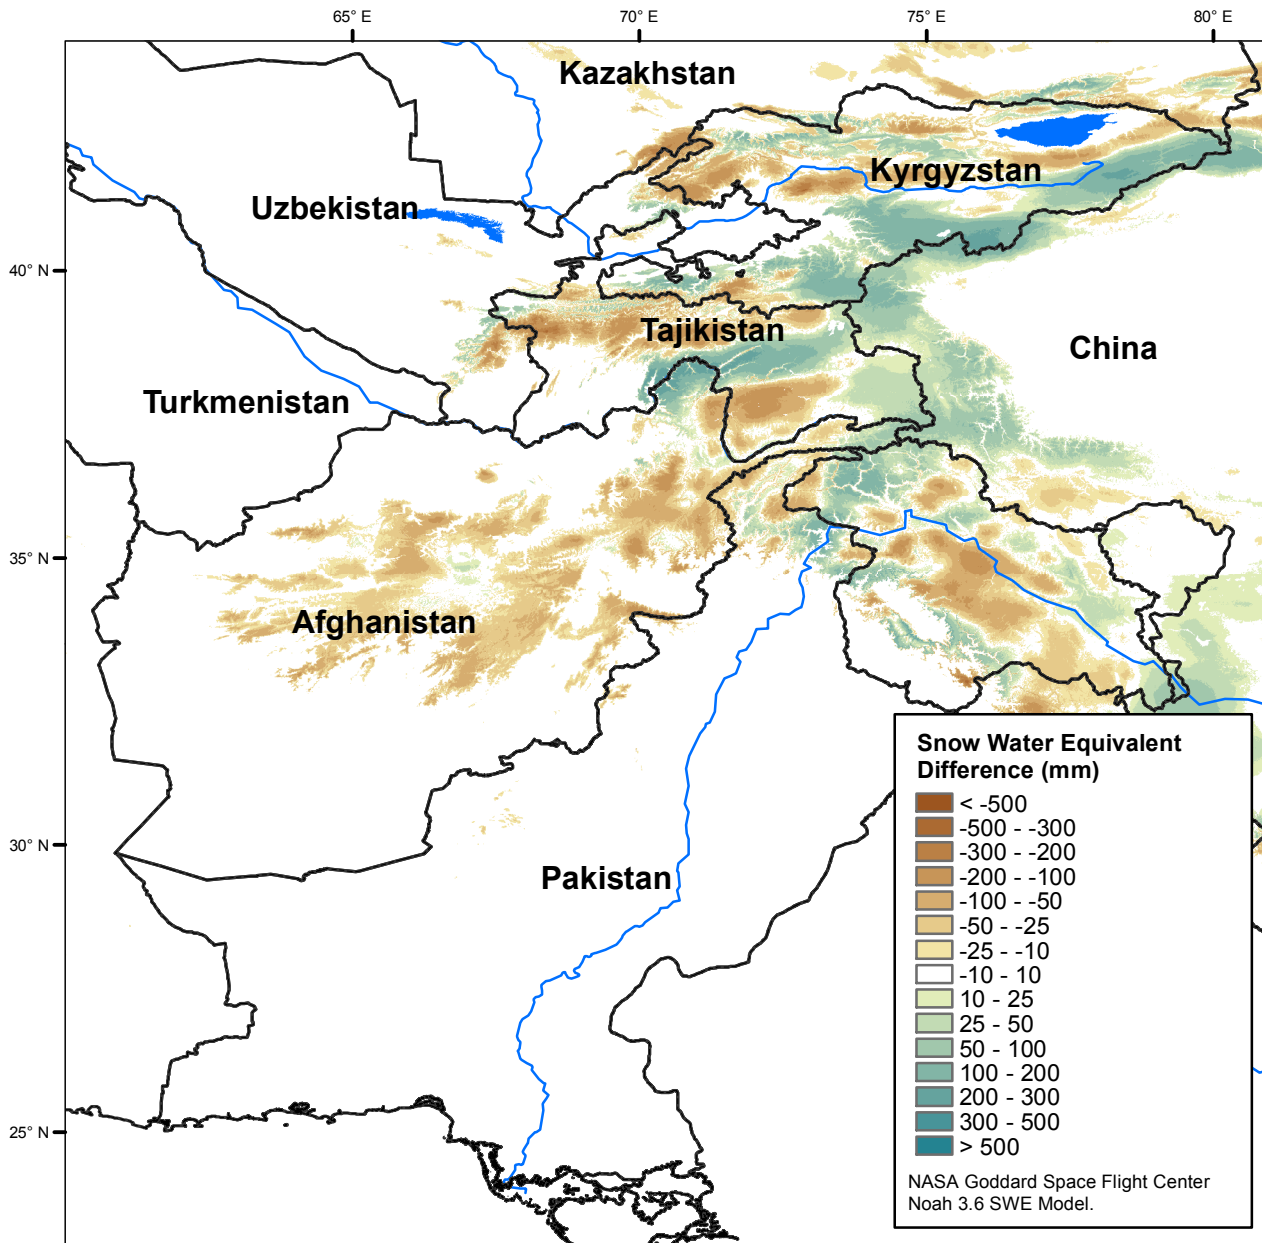 65° E
70° E
75° E
80° E
Kazakhstan
Kyrgyzstan
Uzbekistan
40° N
Tajikistan
China
Turkmenistan
35° N
Afghanistan
Snow Water Equivalent
Difference (mm)
< -500
-500 - -300
30° N
-300 - -200
Pakistan
-200 - -100
-100 - -50
-50 - -25
-25 - -10
-10 - 10
10 - 25
25 - 50
50 - 100
100 - 200
200 - 300
25° N
300 - 500
> 500
NASA Goddard Space Flight Center
Noah 3.6 SWE Model.